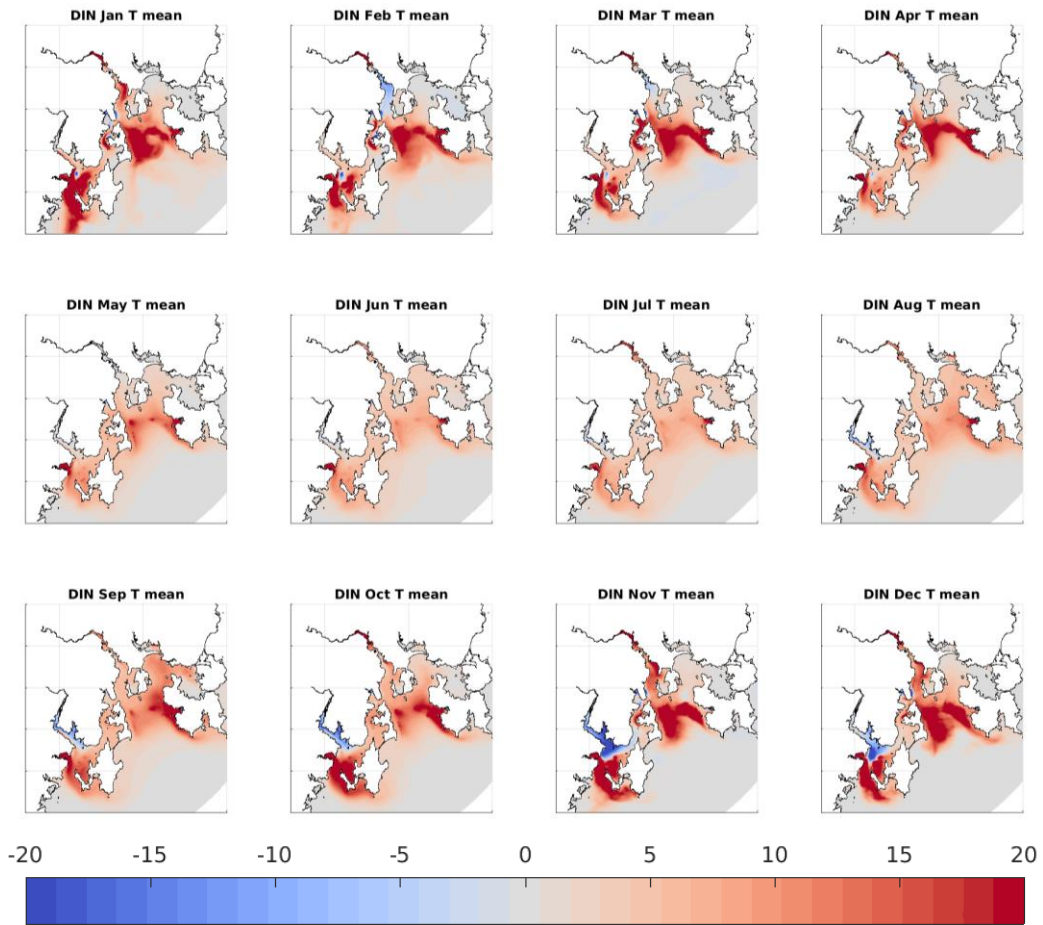 DIN Jan T mean
DIN Feb T mean
DIN Mar T mean
DIN Apr T mean
DIN May T mean
DIN Jun T mean
DIN Jul T mean
DIN Aug T mean
DIN Sep T mean
DIN Oct T mean
DIN Nov T mean
DIN Dec T mean
-20 -15 -10 -5 0 5 10 15 20